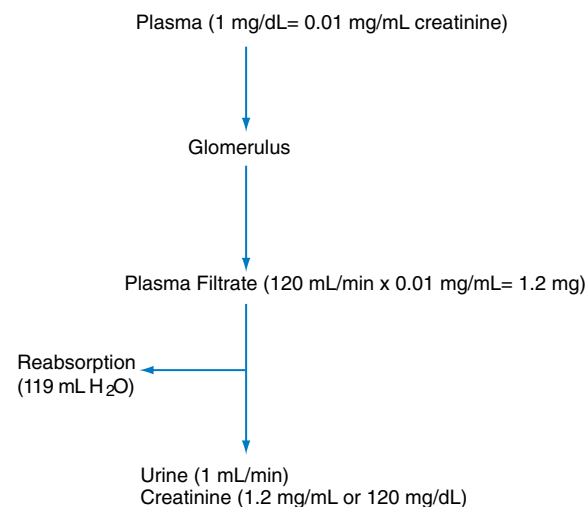 Plasma (1 mg/dL= 0.01 mg/mL creatinine)
Glomerulus
Plasma Filtrate (120 mL/min x 0.01 mg/mL= 1.2 mg)
Reabsorption
(119 mL H₂O)
Urine (1 mL/min)
Creatinine (1.2 mg/mL or 120 mg/dL)